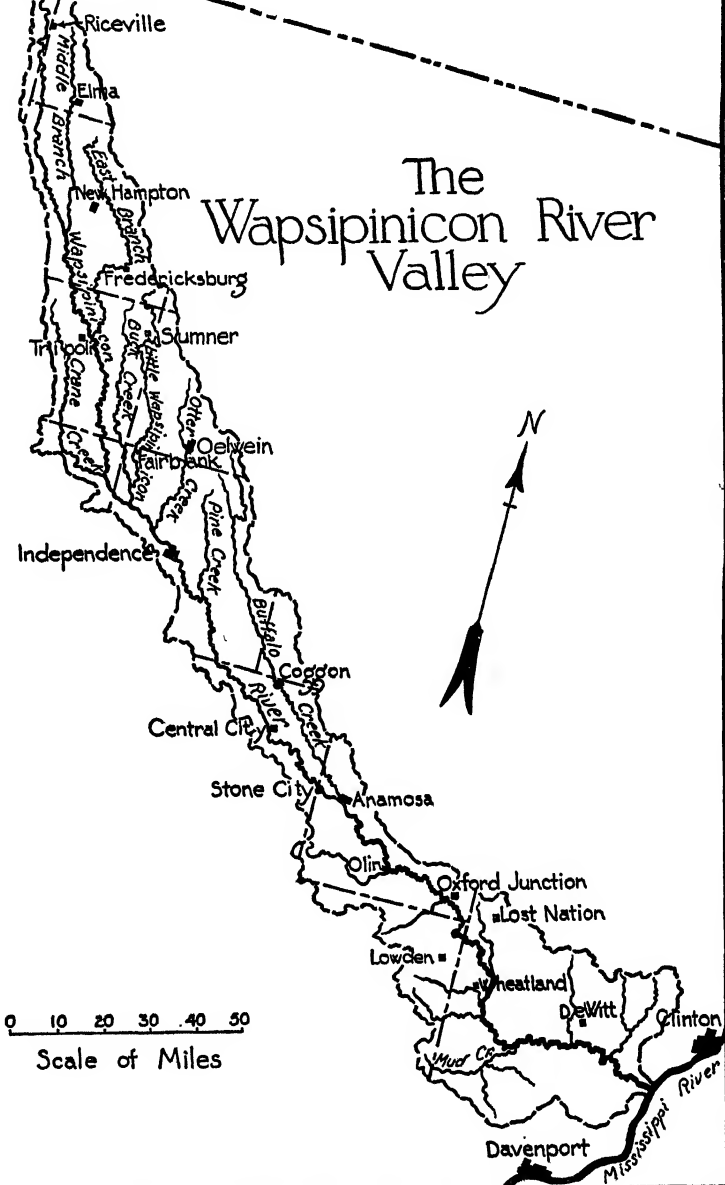 Riceville
Middle Branch
Elma
East Branch
New Hampton
The
Wapsipinicon River
Valley
Wapsipinicon
Fredericksburg
Sumner
Tripoli
Crane Creek
Buck Creek
Little Wapsipinicon
Otter Creek
Oelwein
Fairbank
N
Pine Creek
Independence
Buffalo Creek
Coggon
River
Central City
Stone City
Anamosa
Olin
Oxford Junction
Lost Nation
Lowden
Wheatland
DeWitt
Clinton
0 10 20 30 40 50
Scale of Miles
Mud Cr.
Mississippi River
Davenport